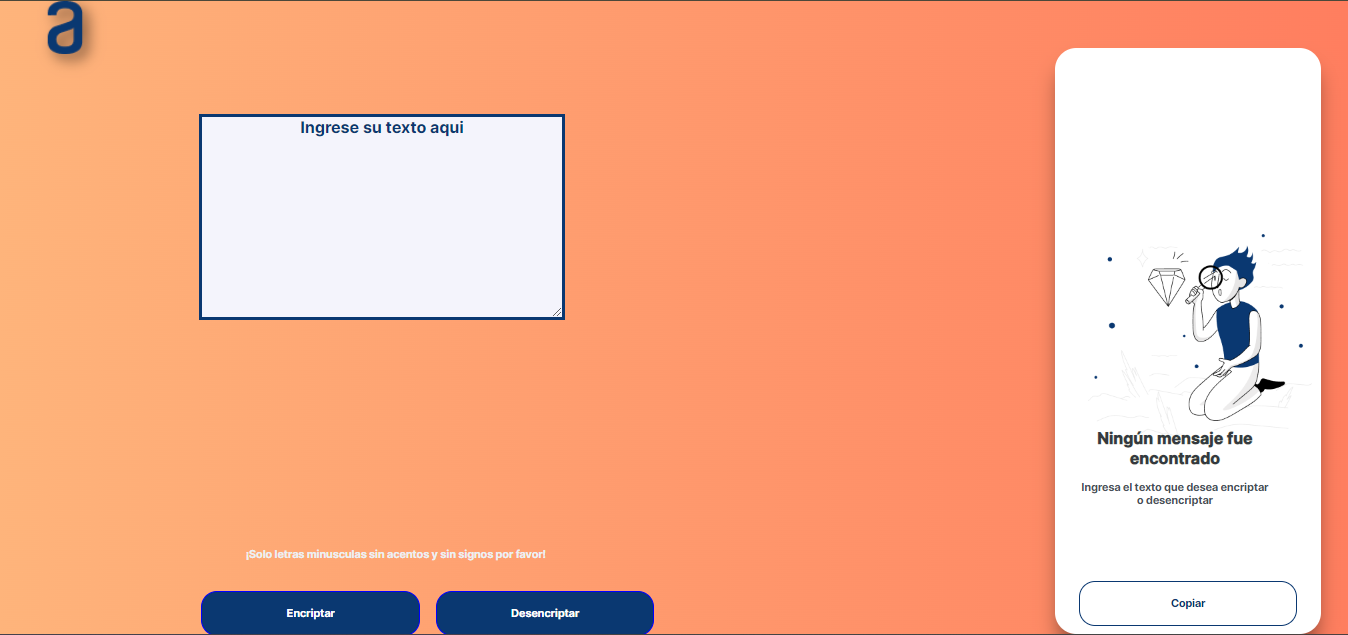 a
Ingrese su texto aqui
Ningún mensaje fue
encontrado
Ingresa el texto que desea encriptar
o desencriptar
¡Solo letras minusculas sin acentos y sin signos por favor!
Encriptar
Desencriptar
Copiar